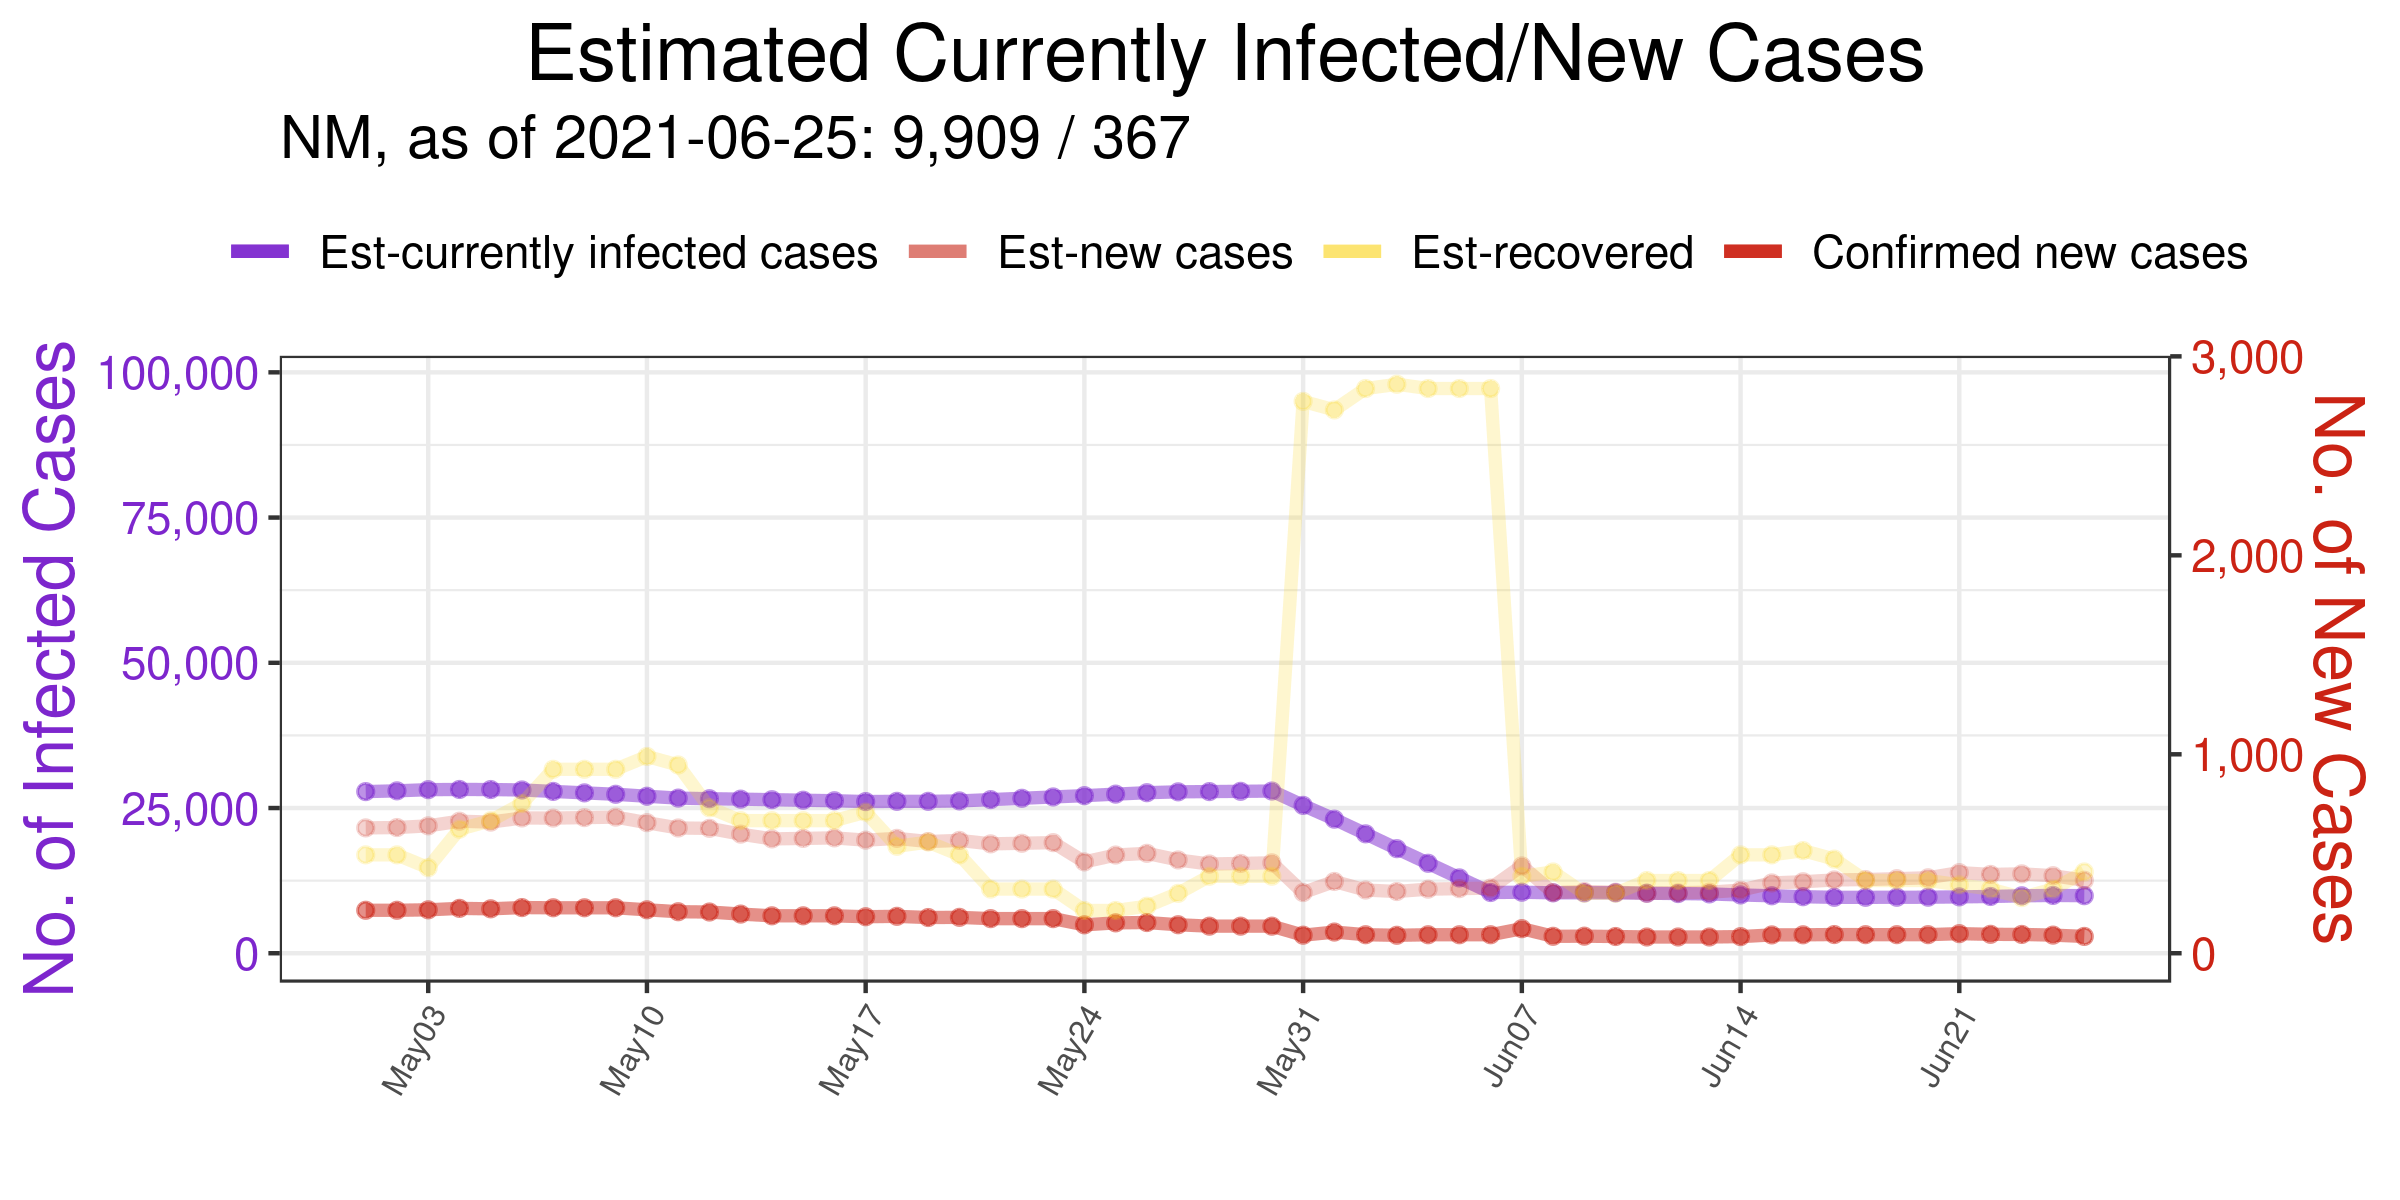 Estimated Currently Infected/New Cases
NM, as of 2021-06-25: 9,909 / 367
Est-currently infected cases Est-new cases Est-recovered Confirmed new cases
No. of Infected Cases
100,000
75,000
50,000
25,000
0
3,000
2,000
1,000
0
No. of New Cases
May03 May10 May17 May24 May31 Jun07 Jun14 Jun21